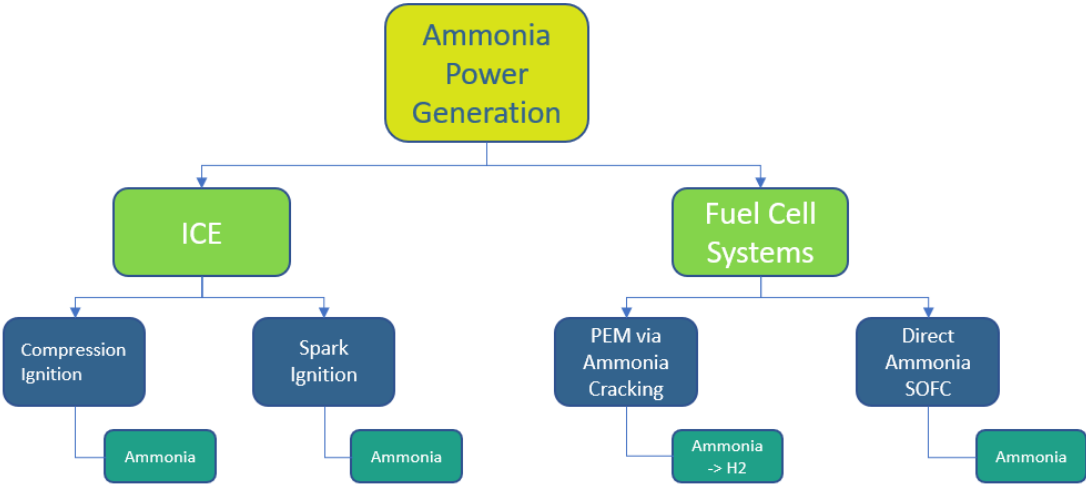 Ammonia
Power
Generation
ICE
Fuel Cell
Systems
Compression
Ignition
Spark
Ignition
PEM via
Ammonia
Cracking
Direct
Ammonia
SOFC
Ammonia
Ammonia
Ammonia
-> H2
Ammonia